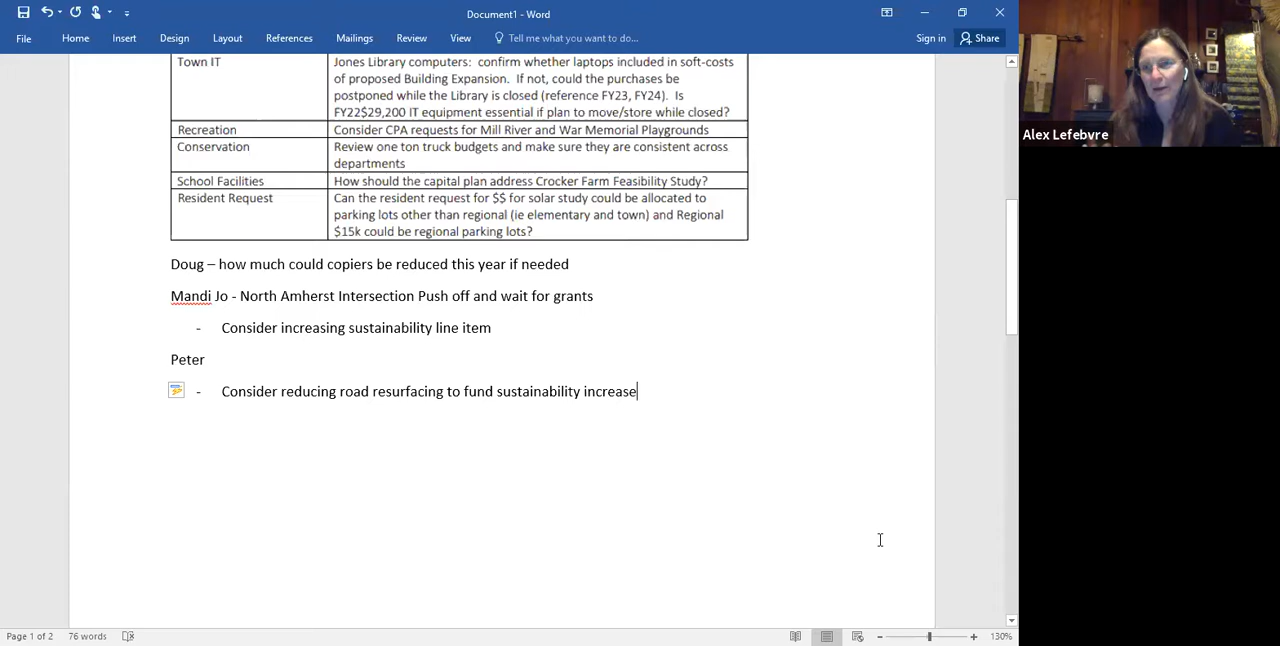 Document1 - Word
File Home Insert Design Layout References Mailings Review View Tell me what you want to do... Sign in Share
Town IT
Jones Library computers: confirm whether laptops included in soft-costs
of proposed Building Expansion. If not, could the purchases be
postponed while the Library is closed (reference FY23, FY24). Is
FY22$29,200 IT equipment essential if plan to move/store while closed?
Recreation
Consider CPA requests for Mill River and War Memorial Playgrounds
Conservation
Review one ton truck budgets and make sure they are consistent across
departments
School Facilities
How should the capital plan address Crocker Farm Feasibility Study?
Resident Request
Can the resident request for $$ for solar study could be allocated to
parking lots other than regional (ie elementary and town) and Regional
$15k could be regional parking lots?
Doug – how much could copiers be reduced this year if needed
Mandi Jo - North Amherst Intersection Push off and wait for grants
- Consider increasing sustainability line item
Peter
- Consider reducing road resurfacing to fund sustainability increase
Page 1 of 2 76 words 130%
Alex Lefebvre